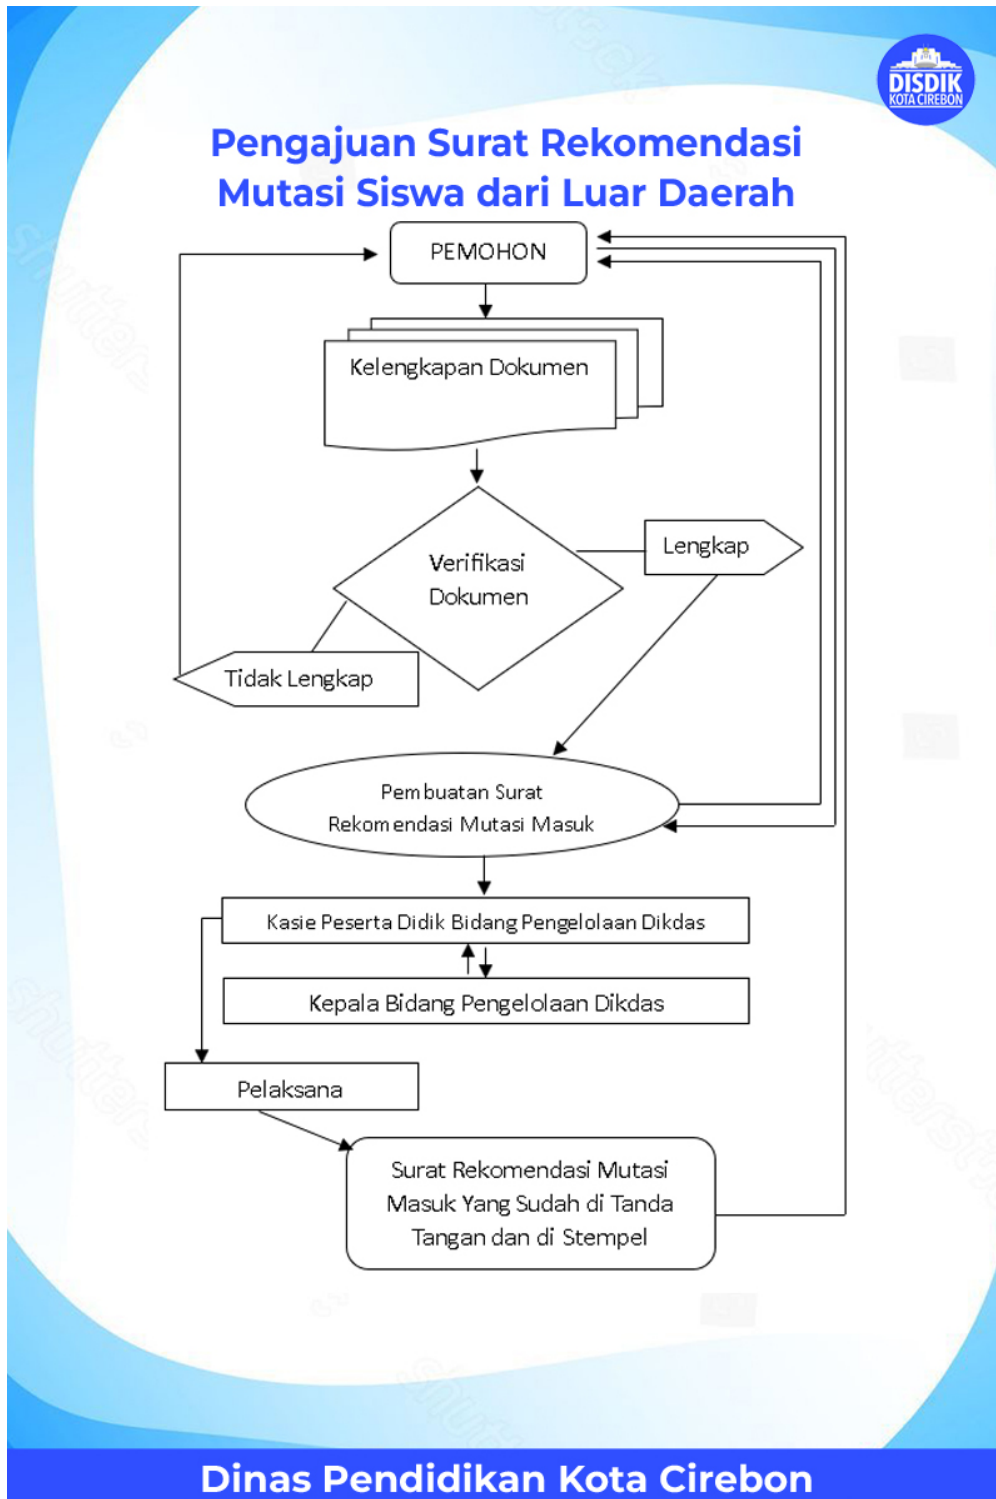 DISDIK
KOTA CIREBON
Pengajuan Surat Rekomendasi
Mutasi Siswa dari Luar Daerah
PEMOHON
Kelengkapan Dokumen
Verifikasi
Dokumen
Lengkap
Tidak Lengkap
Pembuatan Surat
Rekomendasi Mutasi Masuk
Kasie Peserta Didik Bidang Pengelolaan Dikdas
Kepala Bidang Pengelolaan Dikdas
Pelaksana
Surat Rekomendasi Mutasi
Masuk Yang Sudah di Tanda
Tangan dan di Stempel
Dinas Pendidikan Kota Cirebon